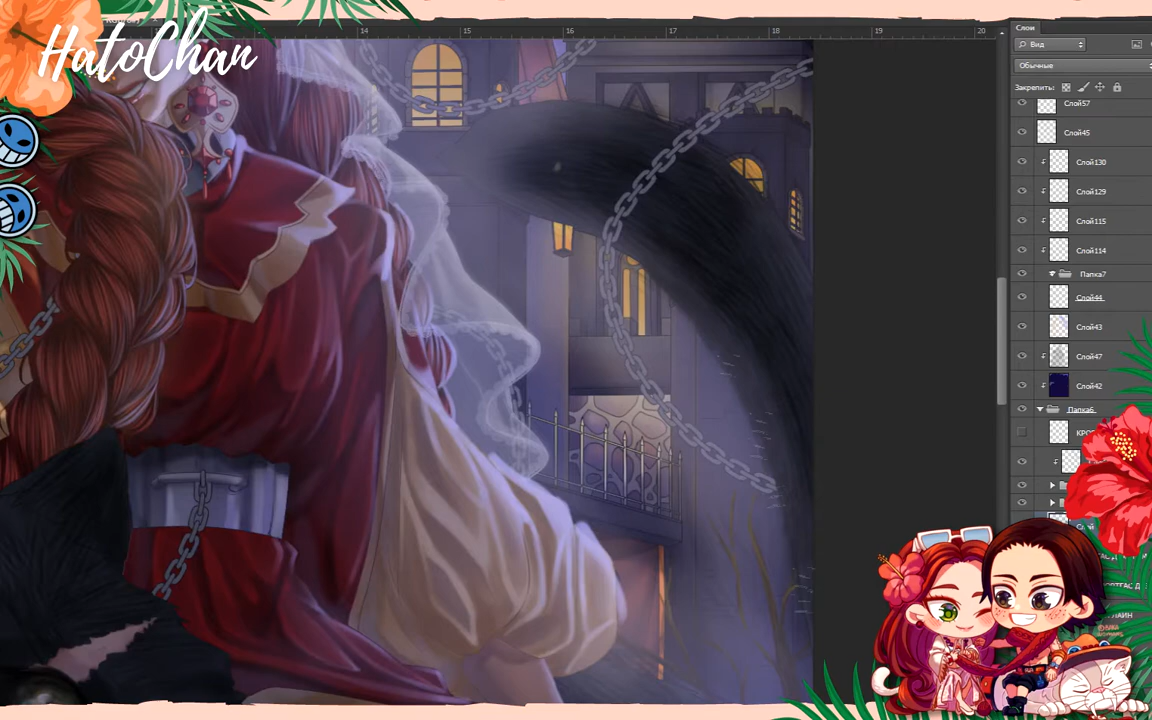 HatoChan
14
15
16
17
18
19
20
Слои
Вид
Обычные
Закрепить:
Слой57
Слой45
Слой130
Слой129
Слой115
Слой114
Папка7
Слой44
Слой43
Слой47
Слой42
Папка6